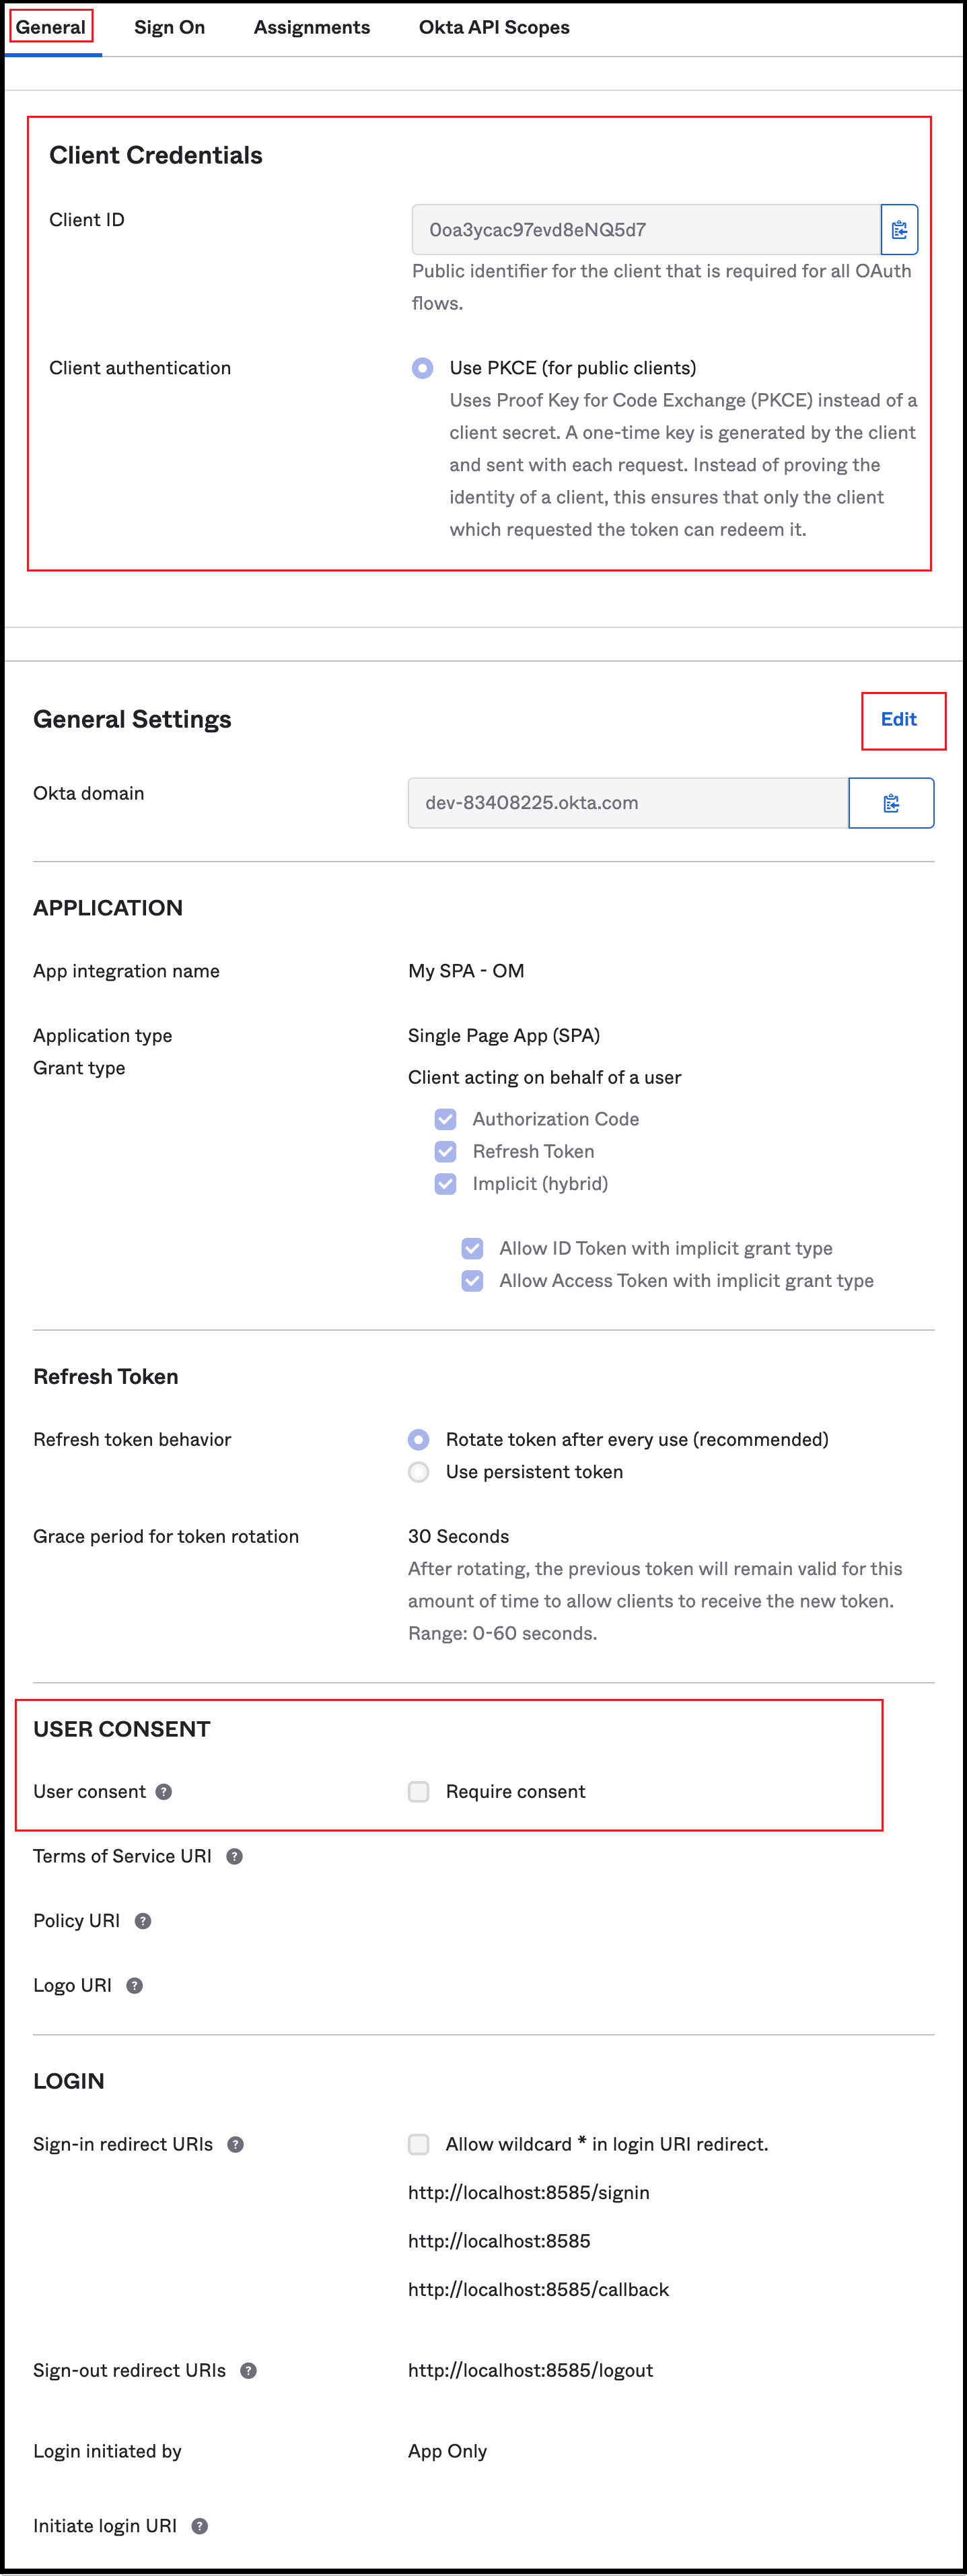 General Sign On Assignments Okta API Scopes
Client Credentials
Client ID
0oa3ycac97evd8eNQ5d7
Public identifier for the client that is required for all OAuth
flows.
Client authentication
Use PKCE (for public clients)
Uses Proof Key for Code Exchange (PKCE) instead of a
client secret. A one-time key is generated by the client
and sent with each request. Instead of proving the
identity of a client, this ensures that only the client
which requested the token can redeem it.
General Settings
Edit
Okta domain
dev-83408225.okta.com
APPLICATION
App integration name
My SPA - OM
Application type
Single Page App (SPA)
Grant type
Client acting on behalf of a user
Authorization Code
Refresh Token
Implicit (hybrid)
Allow ID Token with implicit grant type
Allow Access Token with implicit grant type
Refresh Token
Refresh token behavior
Rotate token after every use (recommended)
Use persistent token
Grace period for token rotation
30 Seconds
After rotating, the previous token will remain valid for this
amount of time to allow clients to receive the new token.
Range: 0-60 seconds.
USER CONSENT
User consent ?
Require consent
Terms of Service URI ?
Policy URI ?
Logo URI ?
LOGIN
Sign-in redirect URIs ?
Allow wildcard * in login URI redirect.
http://localhost:8585/signin
http://localhost:8585
http://localhost:8585/callback
Sign-out redirect URIs ?
http://localhost:8585/logout
Login initiated by
App Only
Initiate login URI ?